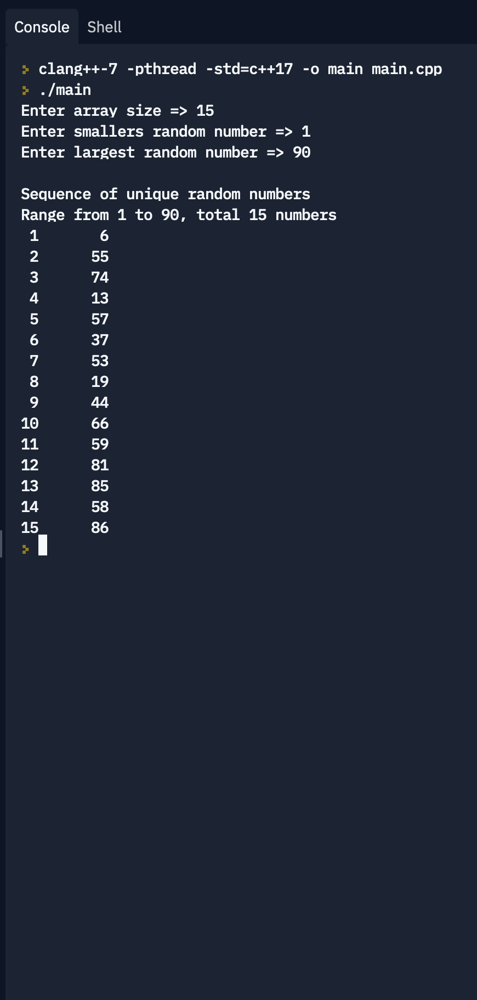 Console Shell
clang++-7 -pthread -std=c++17 -o main main.cpp
./main
Enter array size => 15
Enter smallers random number => 1
Enter largest random number => 90
Sequence of unique random numbers
Range from 1 to 90, total 15 numbers
1 6
2 55
3 74
4 13
5 57
6 37
7 53
8 19
9 44
10 66
11 59
12 81
13 85
14 58
15 86